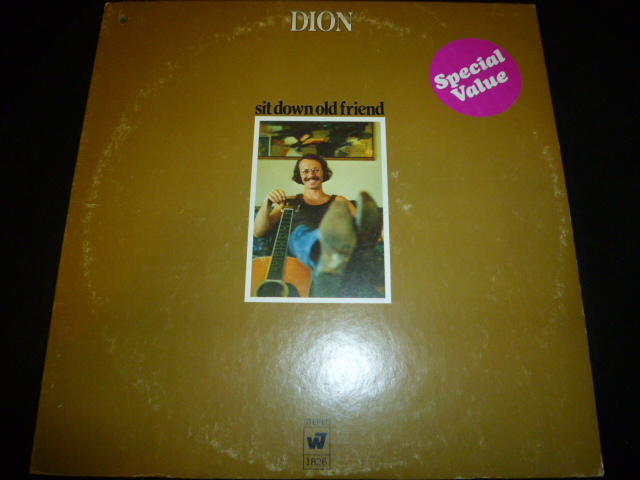 DION
Special
Value
sit down old friend
STEREO
W
1826